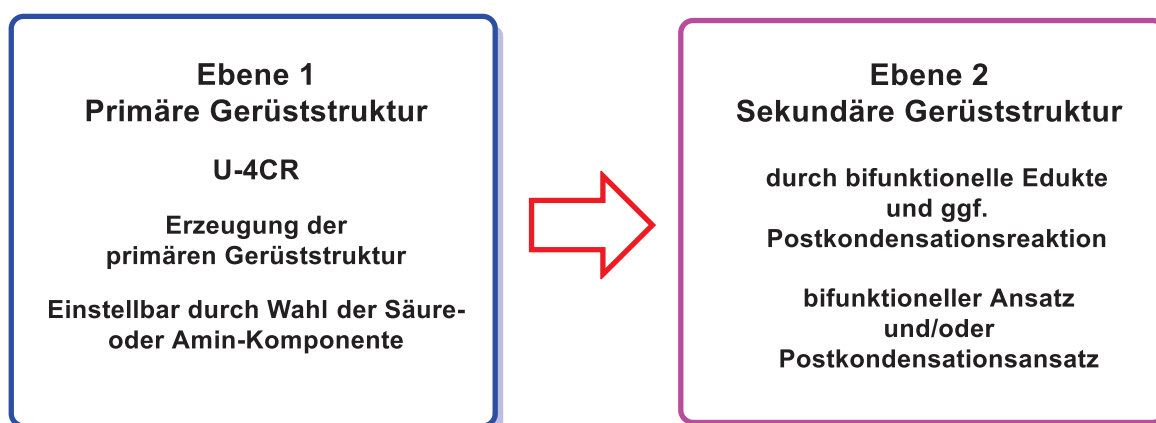 Ebene 1
Primäre Gerüststruktur
U-4CR
Erzeugung der
primären Gerüststruktur
Einstellbar durch Wahl der Säure-
oder Amin-Komponente
Ebene 2
Sekundäre Gerüststruktur
durch bifunktionelle Edukte
und ggf.
Postkondensationsreaktion
bifunktioneller Ansatz
und/oder
Postkondensationsansatz